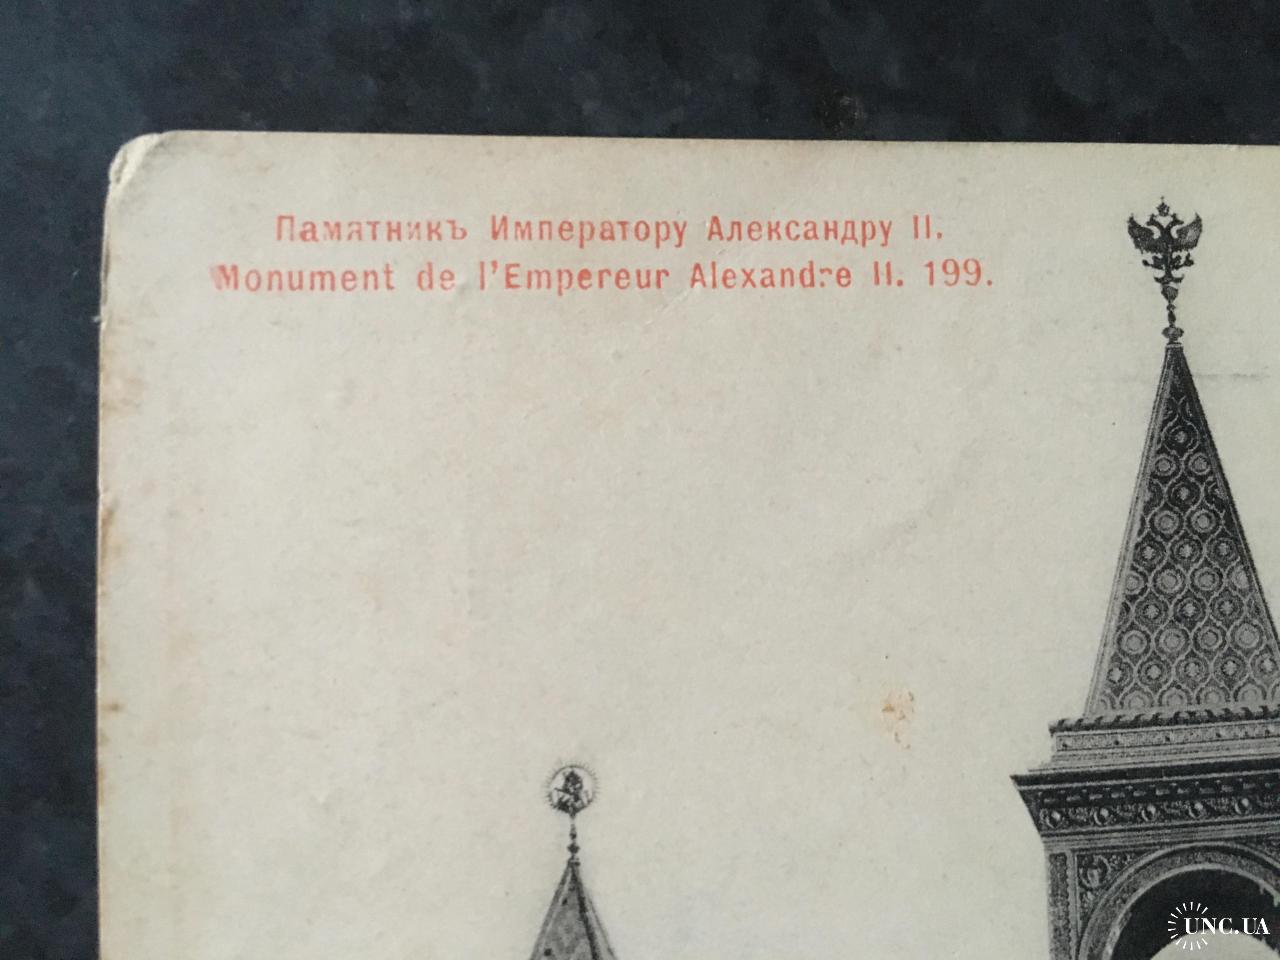 Памятникъ Императору Александру II.
Monument de l'Empereur Alexandre II. 199.
UNC.UA